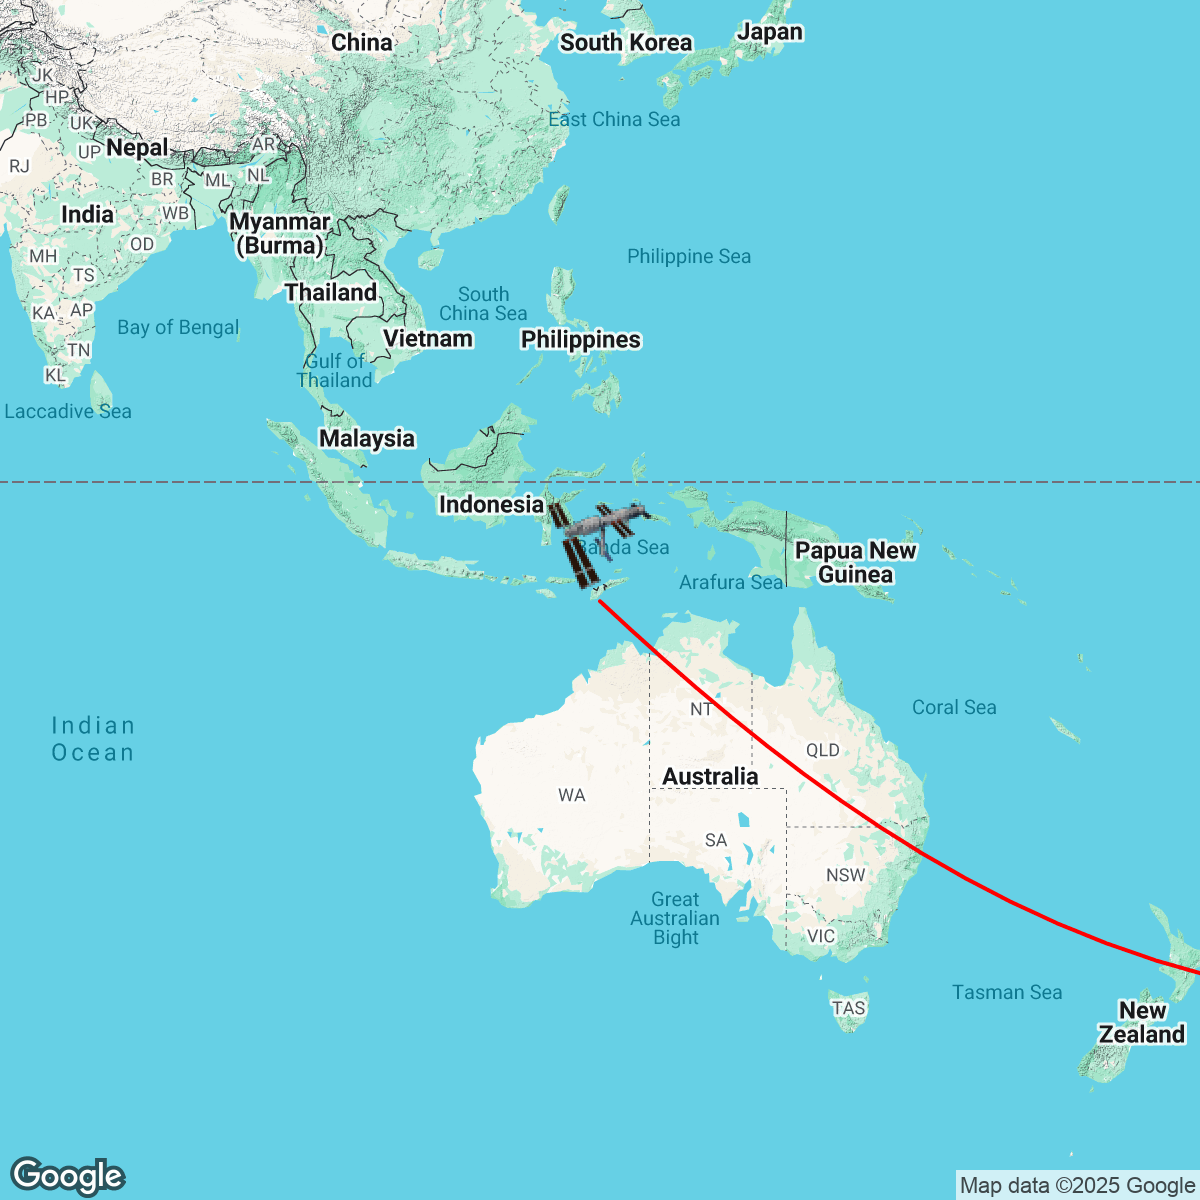 China
South Korea
Japan
JK
HP
PB
UK
East China Sea
Nepal
UP
AR
RJ
BR
ML
NL
India
WB
Myanmar
(Burma)
OD
MH
Philippine Sea
TS
Thailand
South
China Sea
KA
AP
Bay of Bengal
Vietnam
Philippines
TN
Gulf of
Thailand
KL
Laccadive Sea
Malaysia
Indonesia
Banda Sea
Papua New
Guinea
Arafura Sea
Indian
Ocean
NT
Coral Sea
QLD
Australia
WA
SA
NSW
Great
Australian
Bight
VIC
Tasman Sea
TAS
New
Zealand
Google
Map data ©2025 Google